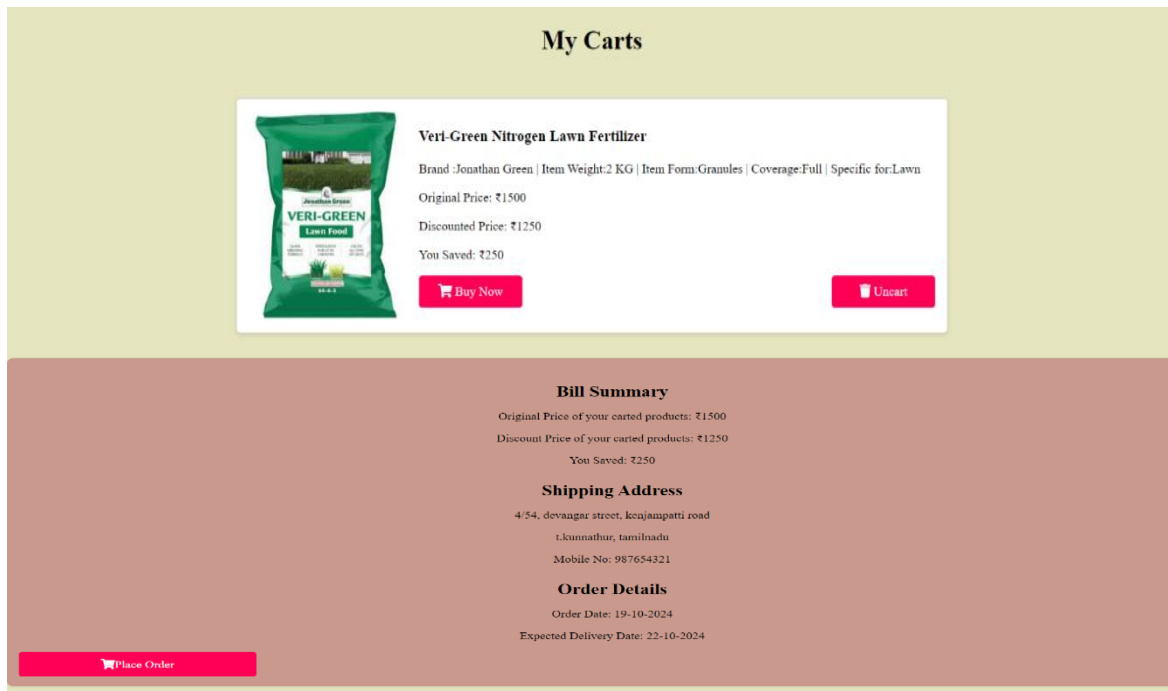 My Carts
Jonathan Green
VERI-GREEN
Lawn Food
Veri-Green Nitrogen Lawn Fertilizer
Brand :Jonathan Green | Item Weight:2 KG | Item Form:Granules | Coverage:Full | Specific for:Lawn
Original Price: ₹1500
Discounted Price: ₹1250
You Saved: ₹250
Buy Now
Uncart
Bill Summary
Original Price of your carted products: ₹1500
Discount Price of your carted products: ₹1250
You Saved: ₹250
Shipping Address
4/54, devangar street, kenjampatti road
t.kunnathur, tamilnadu
Mobile No: 987654321
Order Details
Order Date: 19-10-2024
Expected Delivery Date: 22-10-2024
Place Order